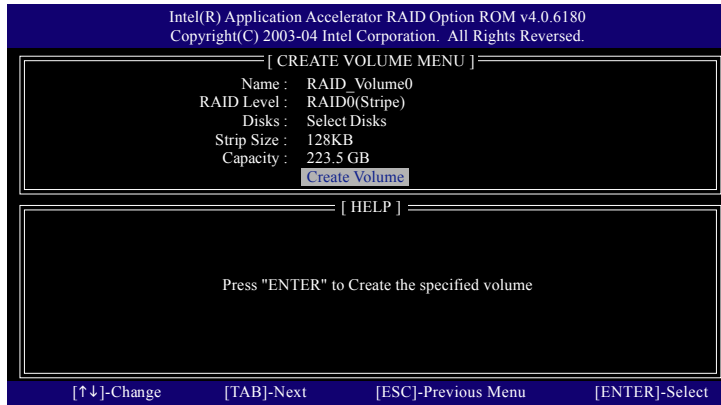 Intel(R) Application Accelerator RAID Option ROM v4.0.6180
Copyright(C) 2003-04 Intel Corporation. All Rights Reversed.
[ CREATE VOLUME MENU ]
Name : RAID_Volume0
RAID Level : RAID0(Stripe)
Disks : Select Disks
Strip Size : 128KB
Capacity : 223.5 GB
Create Volume
[ HELP ]
Press "ENTER" to Create the specified volume
[↑↓]-Change [TAB]-Next [ESC]-Previous Menu [ENTER]-Select